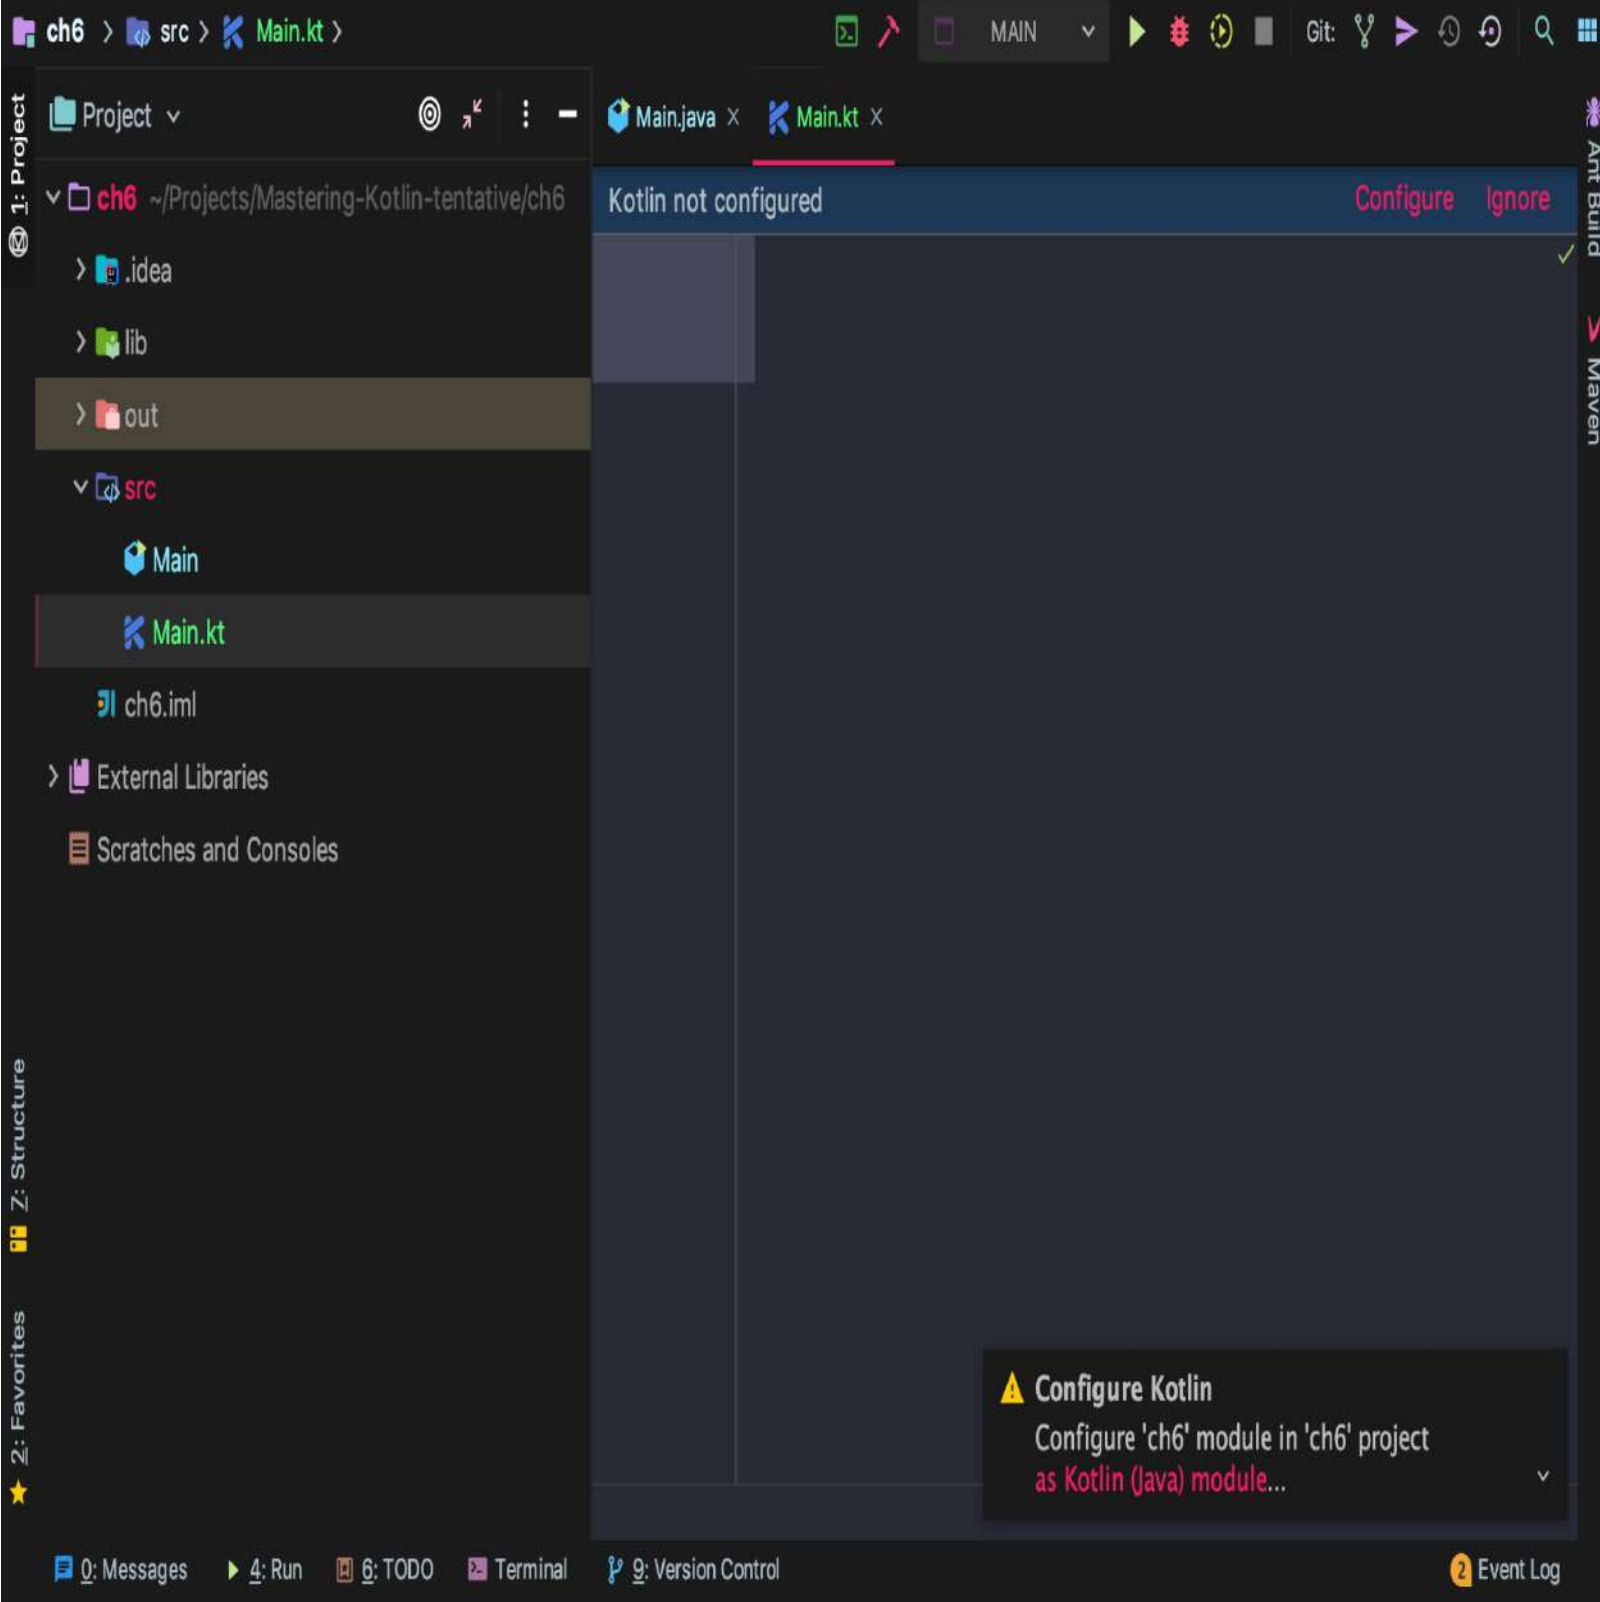 ch6 > src > Main.kt >
MAIN
Git:
1: Project
Project
Main.java ×
Main.kt ×
ch6 ~/Projects/Mastering-Kotlin-tentative/ch6
Kotlin not configured
Configure Ignore
.idea
lib
out
src
Main
Main.kt
ch6.iml
External Libraries
Scratches and Consoles
Ant Build
Maven
Z: Structure
2: Favorites
Configure Kotlin
Configure 'ch6' module in 'ch6' project
as Kotlin (Java) module...
0: Messages
4: Run
6: TODO
Terminal
9: Version Control
2 Event Log